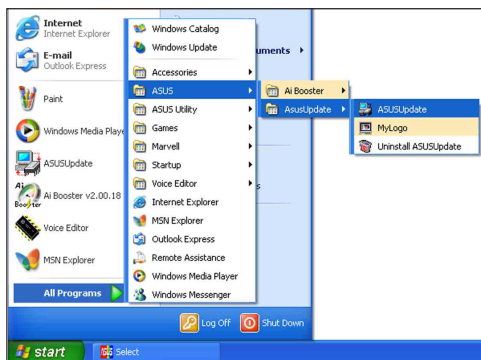 Internet
Internet Explorer
E-mail
Outlook Express
Paint
Windows Media Playe
ASUSUpdate
Ai Booster v2.00.18
Voice Editor
MSN Explorer
All Programs
Windows Catalog
Windows Update
Accessories
ASUS
ASUS Utility
Games
Marvell
Startup
Voice Editor
Internet Explorer
MSN Explorer
Outlook Express
Remote Assistance
Windows Media Player
Windows Messenger
uments
s
Ai Booster
AsusUpdate
ASUSUpdate
MyLogo
Uninstall ASUSUpdate
Log Off
Shut Down
start
Select